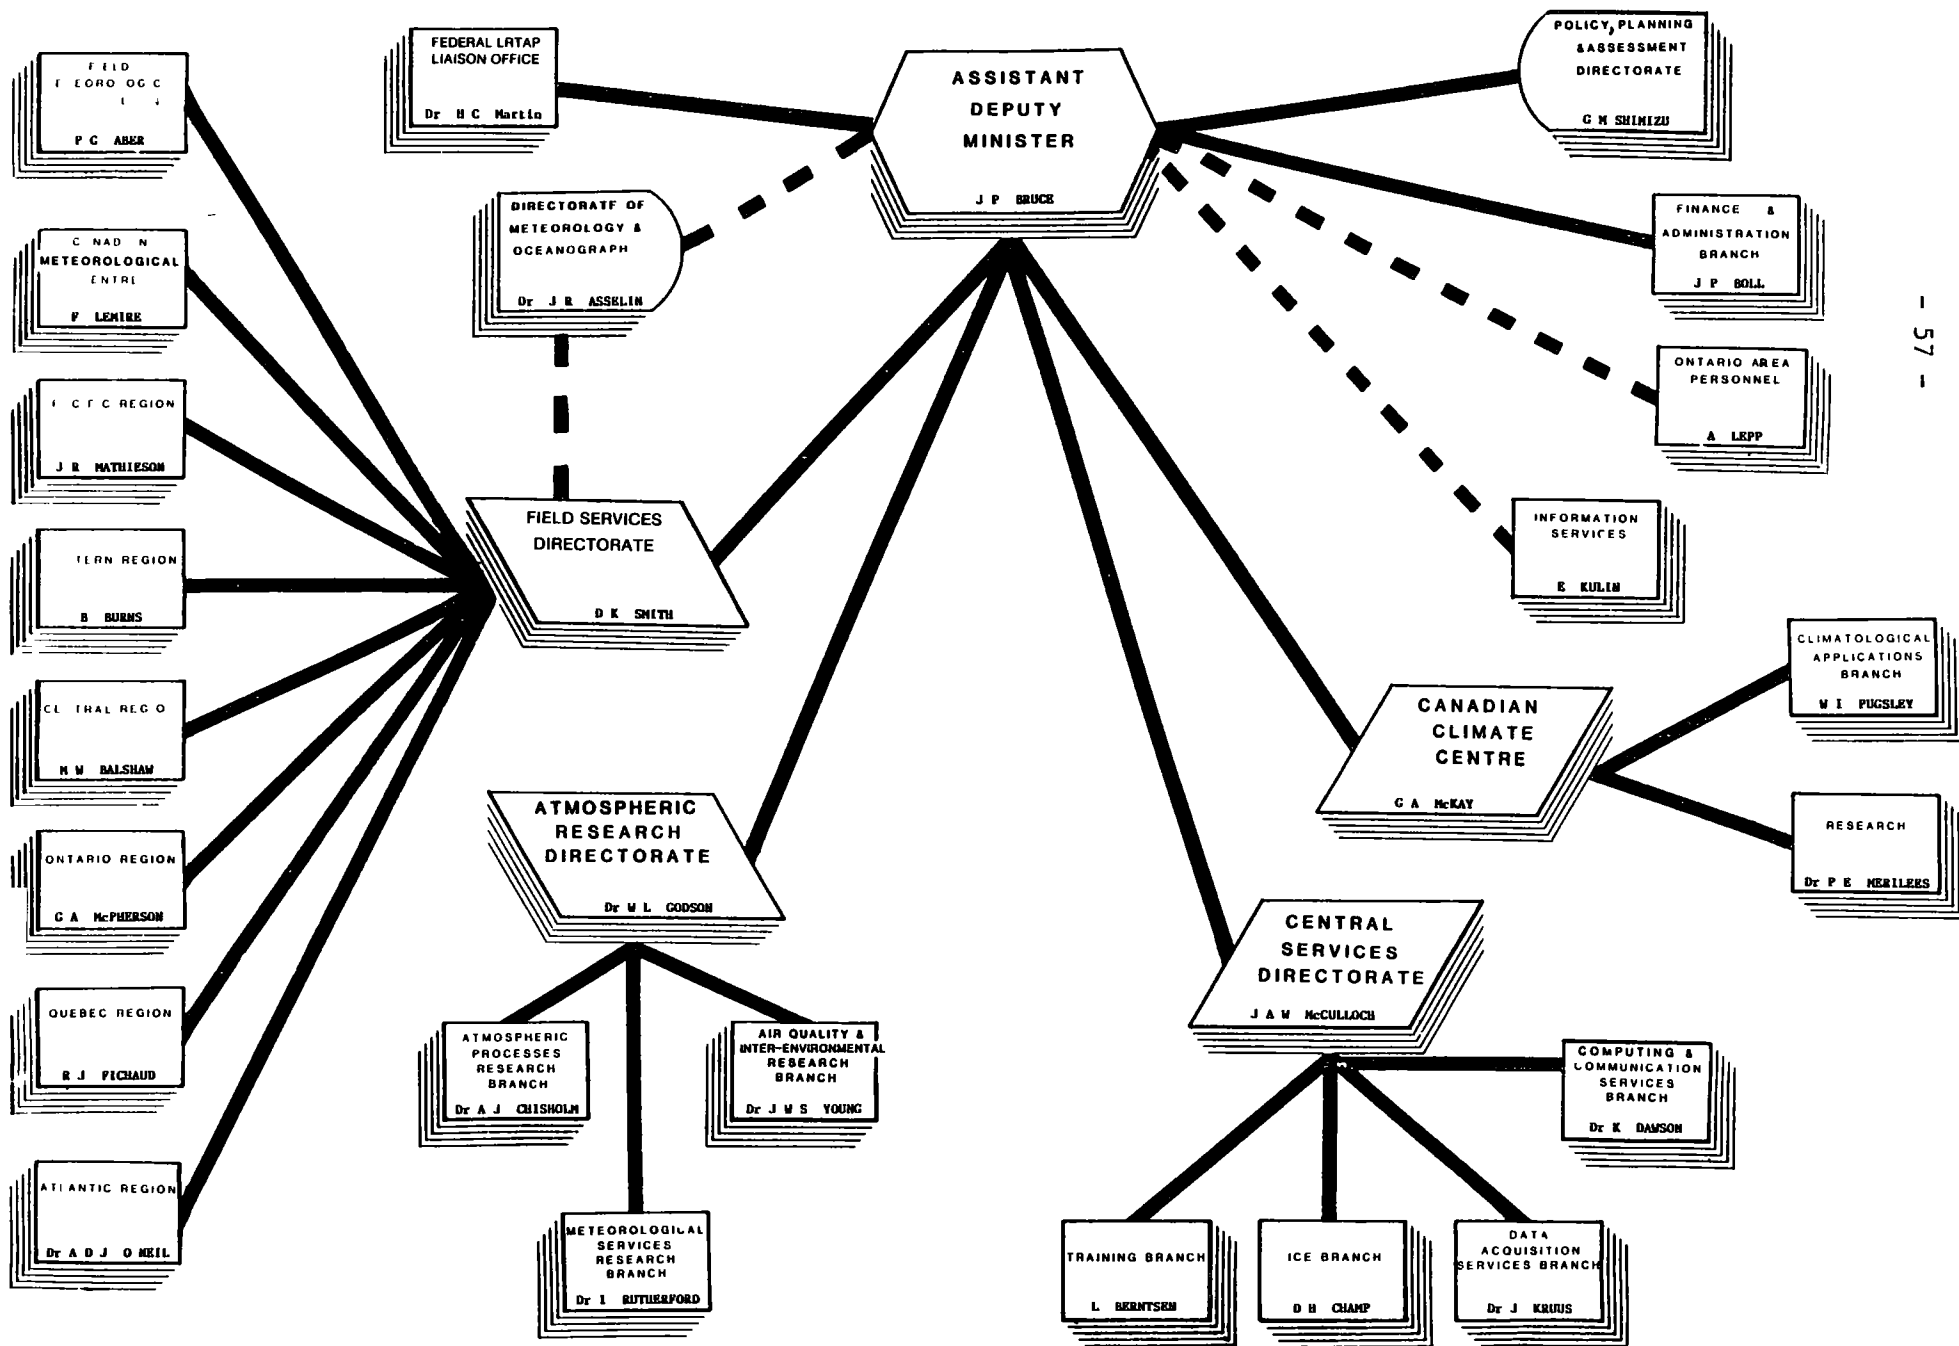 FEDERAL LRTAP
LIAISON OFFICE
Dr H C Martin
ASSISTANT
DEPUTY
MINISTER
J P BRUCE
POLICY, PLANNING
& ASSESSMENT
DIRECTORATE
G M SHIMIZU
FINANCE &
ADMINISTRATION
BRANCH
J P BOLL
ONTARIO AREA
PERSONNEL
A LEPP
INFORMATION
SERVICES
E KULIN
- 57 -
DIRECTORATE OF
METEOROLOGY &
OCEANOGRAPH
Dr J R ASSELIN
P G ABER
METEOROLOGICAL
F LEMIRE
REGION
J R MATHIESON
REGION
B BURNS
M W BALSHAW
ONTARIO REGION
G A McPHERSON
QUEBEC REGION
R J FICHAUD
ATLANTIC REGION
Dr A D J O NEIL
FIELD SERVICES
DIRECTORATE
D K SMITH
ATMOSPHERIC
RESEARCH
DIRECTORATE
Dr W L GODSON
ATMOSPHERIC
PROCESSES
RESEARCH
BRANCH
Dr A J CHISHOLM
METEOROLOGICAL
SERVICES
RESEARCH
BRANCH
Dr I RUTHERFORD
AIR QUALITY &
INTER-ENVIRONMENTAL
RESEARCH
BRANCH
Dr J W S YOUNG
CANADIAN
CLIMATE
CENTRE
G A McKAY
CLIMATOLOGICAL
APPLICATIONS
BRANCH
W I PUGSLEY
RESEARCH
Dr P E MERILEES
CENTRAL
SERVICES
DIRECTORATE
J A W McCULLOCH
COMPUTING &
COMMUNICATION
SERVICES
BRANCH
Dr K DAWSON
TRAINING BRANCH
L BERNTSEN
ICE BRANCH
D H CHAMP
DATA
ACQUISITION
SERVICES BRANCH
Dr J KRUUS